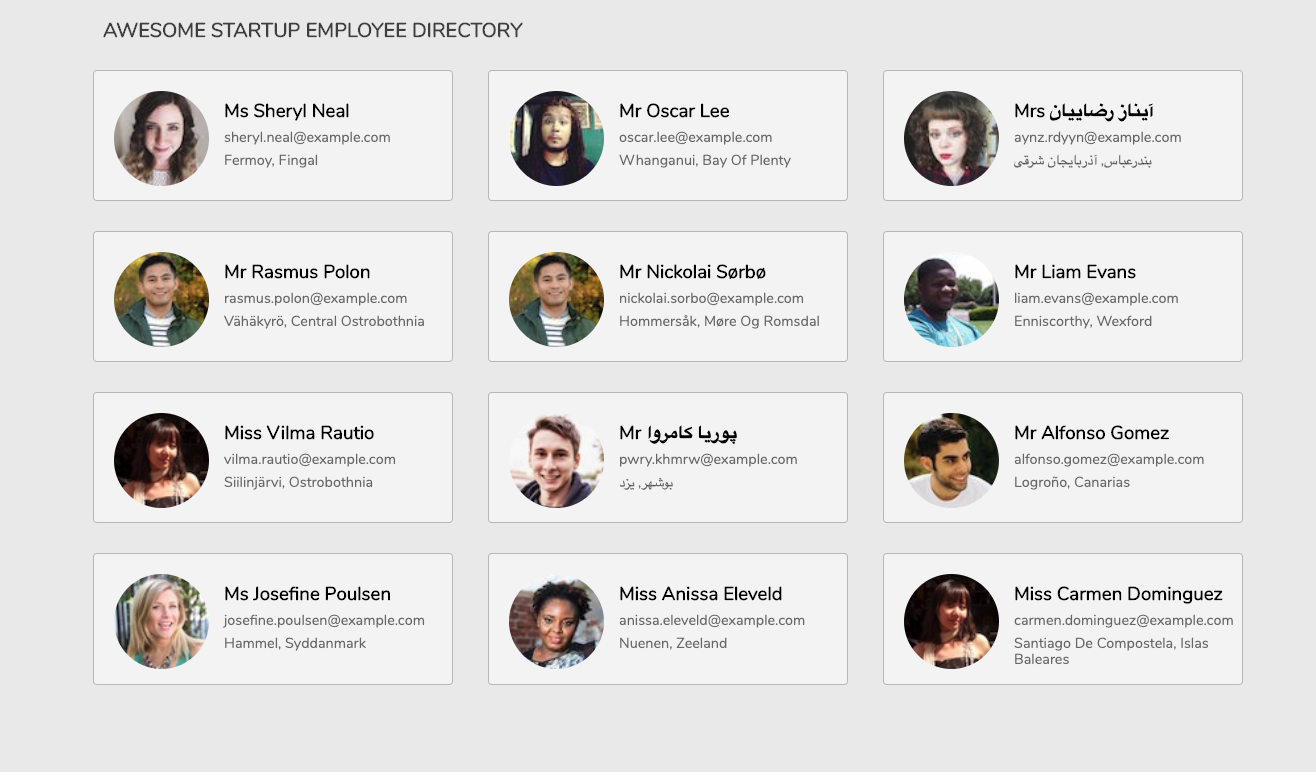 AWESOME STARTUP EMPLOYEE DIRECTORY
Ms Sheryl Neal
sheryl.neal@example.com
Fermoy, Fingal
Mr Oscar Lee
oscar.lee@example.com
Whanganui, Bay Of Plenty
Mrs آیناز رضاییان
aynz.rdyyn@example.com
بندرعباس, آذربایجان شرقی
Mr Rasmus Polon
rasmus.polon@example.com
Vähäkyrö, Central Ostrobothnia
Mr Nickolai Sørbø
nickolai.sorbo@example.com
Hommersåk, Møre Og Romsdal
Mr Liam Evans
liam.evans@example.com
Enniscorthy, Wexford
Miss Vilma Rautio
vilma.rautio@example.com
Siilinjärvi, Ostrobothnia
Mr پوریا کامروا
pwry.khmrw@example.com
بوشهر, یزد
Mr Alfonso Gomez
alfonso.gomez@example.com
Logroño, Canarias
Ms Josefine Poulsen
josefine.poulsen@example.com
Hammel, Syddanmark
Miss Anissa Eleveld
anissa.eleveld@example.com
Nuenen, Zeeland
Miss Carmen Dominguez
carmen.dominguez@example.com
Santiago De Compostela, Islas
Baleares